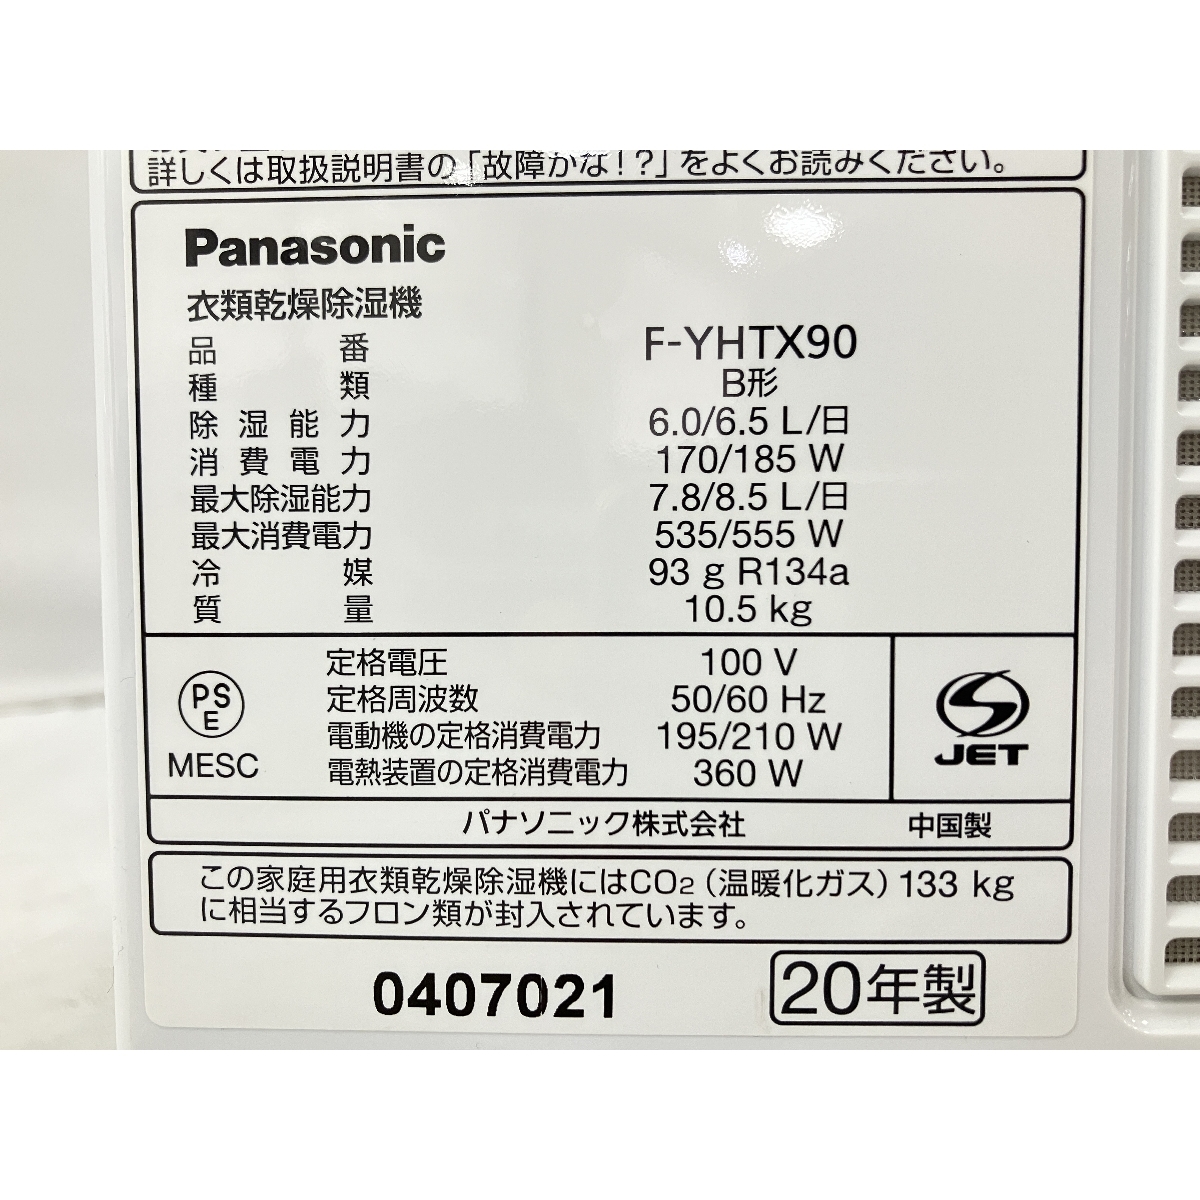 詳しくは取扱説明書の「故障かな！？」をよくお読みください。
Panasonic
衣類乾燥除湿機
品番 F-YHTX90
種類 B形
除湿能力 6.0/6.5 L/日
消費電力 170/185 W
最大除湿能力 7.8/8.5 L/日
最大消費電力 535/555 W
冷媒 93 g R134a
質量 10.5 kg
PS E
MESC
定格電圧 100 V
定格周波数 50/60 Hz
電動機の定格消費電力 195/210 W
電熱装置の定格消費電力 360 W
JET
パナソニック株式会社 中国製
この家庭用衣類乾燥除湿機にはCO2（温暖化ガス）133 kg
に相当するフロン類が封入されています。
0407021
20年製